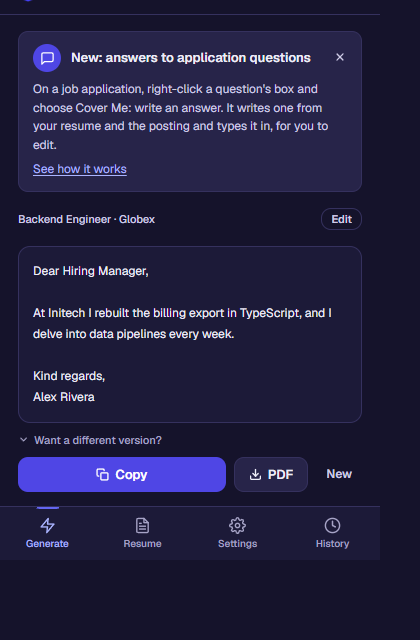 New: answers to application questions
On a job application, right-click a question's box and
choose Cover Me: write an answer. It writes one from
your resume and the posting and types it in, for you to
edit.
See how it works
Backend Engineer · Globex
Edit
Dear Hiring Manager,
At Initech I rebuilt the billing export in TypeScript, and I
delve into data pipelines every week.
Kind regards,
Alex Rivera
Want a different version?
Copy
PDF
New
Generate
Resume
Settings
History